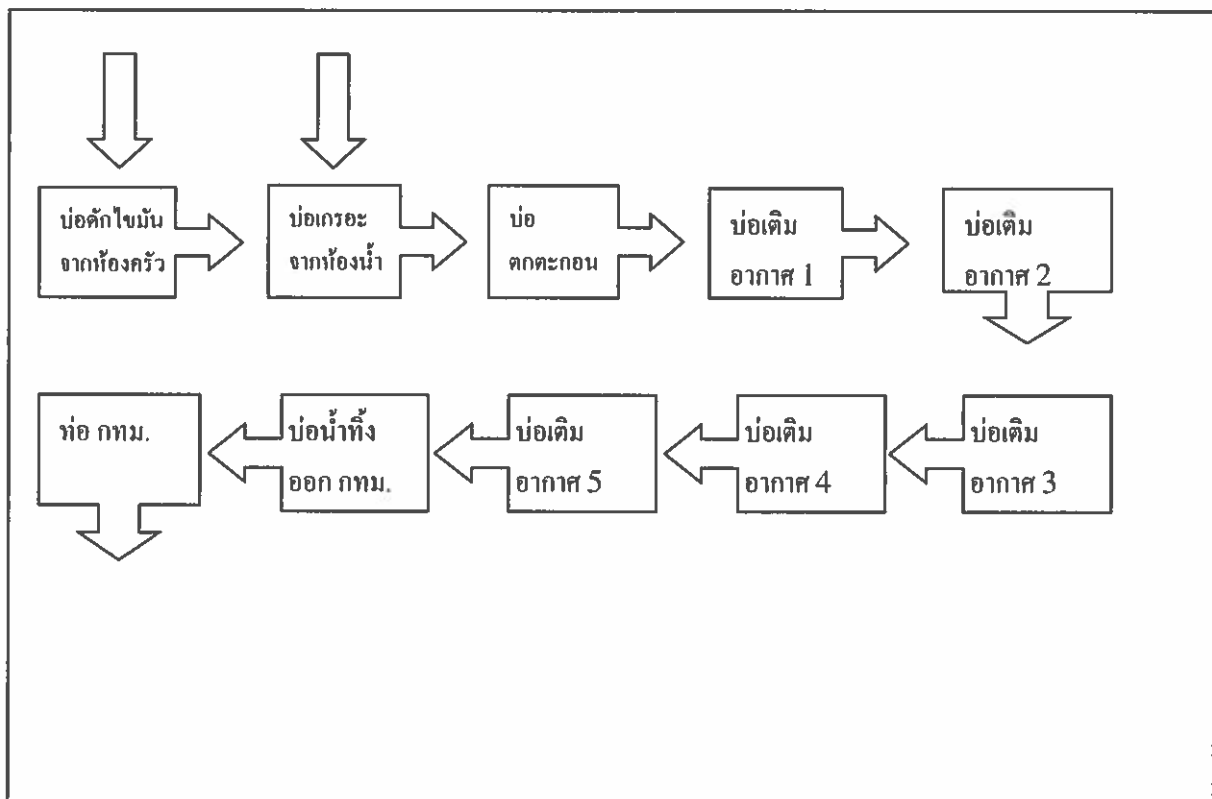 บ่อดักไขมัน
จากห้องครัว
บ่อเกรอะ
จากห้องน้ำ
บ่อ
ตกตะกอน
บ่อเติม
อากาศ 1
บ่อเติม
อากาศ 2
ท่อ กทม.
บ่อน้ำทิ้ง
ออก กทม.
บ่อเติม
อากาศ 5
บ่อเติม
อากาศ 4
บ่อเติม
อากาศ 3